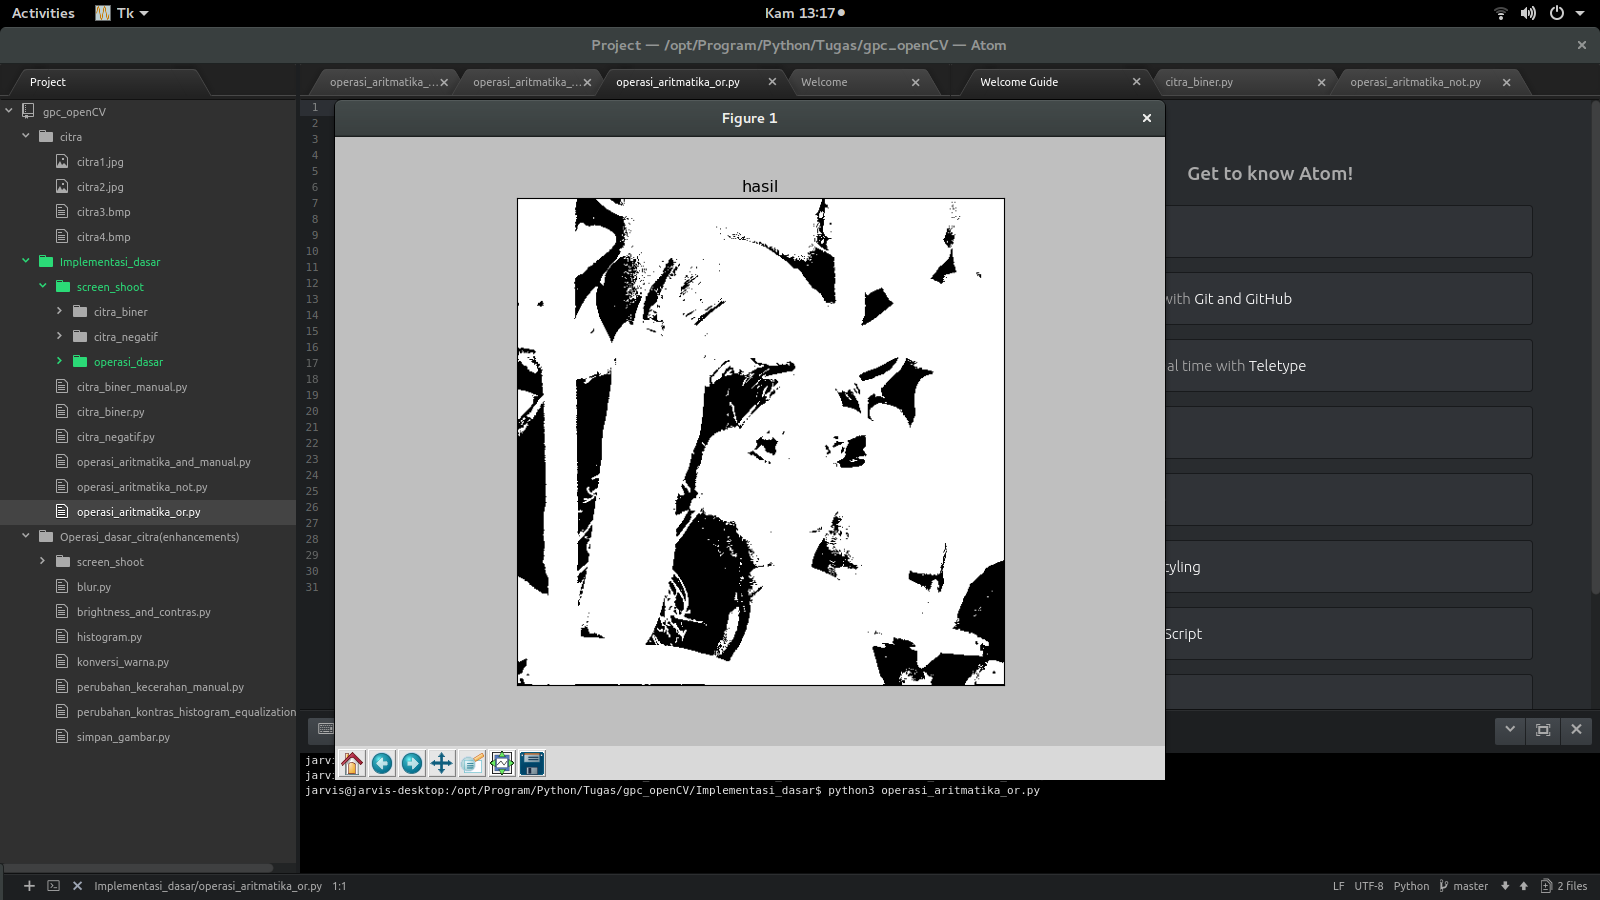 Activities Tk Kam 13:17
Project — /opt/Program/Python/Tugas/gpc_openCV — Atom
Project
operasi_aritmatika_...
operasi_aritmatika_...
operasi_aritmatika_or.py
Welcome
Welcome Guide
citra_biner.py
operasi_aritmatika_not.py
gpc_openCV
citra
citra1.jpg
citra2.jpg
citra3.bmp
citra4.bmp
Implementasi_dasar
screen_shoot
citra_biner
citra_negatif
operasi_dasar
citra_biner_manual.py
citra_biner.py
citra_negatif.py
operasi_aritmatika_and_manual.py
operasi_aritmatika_not.py
operasi_aritmatika_or.py
Operasi_dasar_citra(enhancements)
screen_shoot
blur.py
brightness_and_contras.py
histogram.py
konversi_warna.py
perubahan_kecerahan_manual.py
perubahan_kontras_histogram_equalization
simpan_gambar.py
1
2
3
4
5
6
7
8
9
10
11
12
13
14
15
16
17
18
19
20
21
22
23
24
25
26
27
28
29
30
31
Figure 1
hasil
Get to know Atom!
with Git and GitHub
al time with Teletype
tyling
Script
jarvis
jarvis
jarvis@jarvis-desktop:/opt/Program/Python/Tugas/gpc_openCV/Implementasi_dasar$ python3 operasi_aritmatika_or.py
Implementasi_dasar/operasi_aritmatika_or.py 1:1
LF UTF-8 Python master 2 files